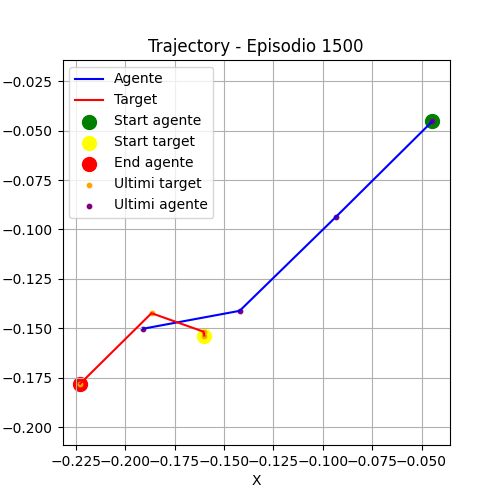 Trajectory - Episodio 1500
Agente
Target
Start agente
Start target
End agente
Ultimi target
Ultimi agente
−0.025
−0.050
−0.075
−0.100
−0.125
−0.150
−0.175
−0.200
−0.225−0.200−0.175−0.150−0.125−0.100−0.075−0.050
X